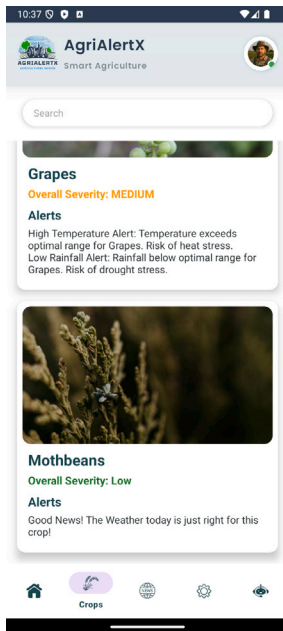 10:37
AgriAlertX
AGRIALERTX
Smart Agriculture
Search
Grapes
Overall Severity: MEDIUM
Alerts
High Temperature Alert: Temperature exceeds
optimal range for Grapes. Risk of heat stress.
Low Rainfall Alert: Rainfall below optimal range for
Grapes. Risk of drought stress.
Mothbeans
Overall Severity: Low
Alerts
Good News! The Weather today is just right for this
crop!
NEWS
Crops